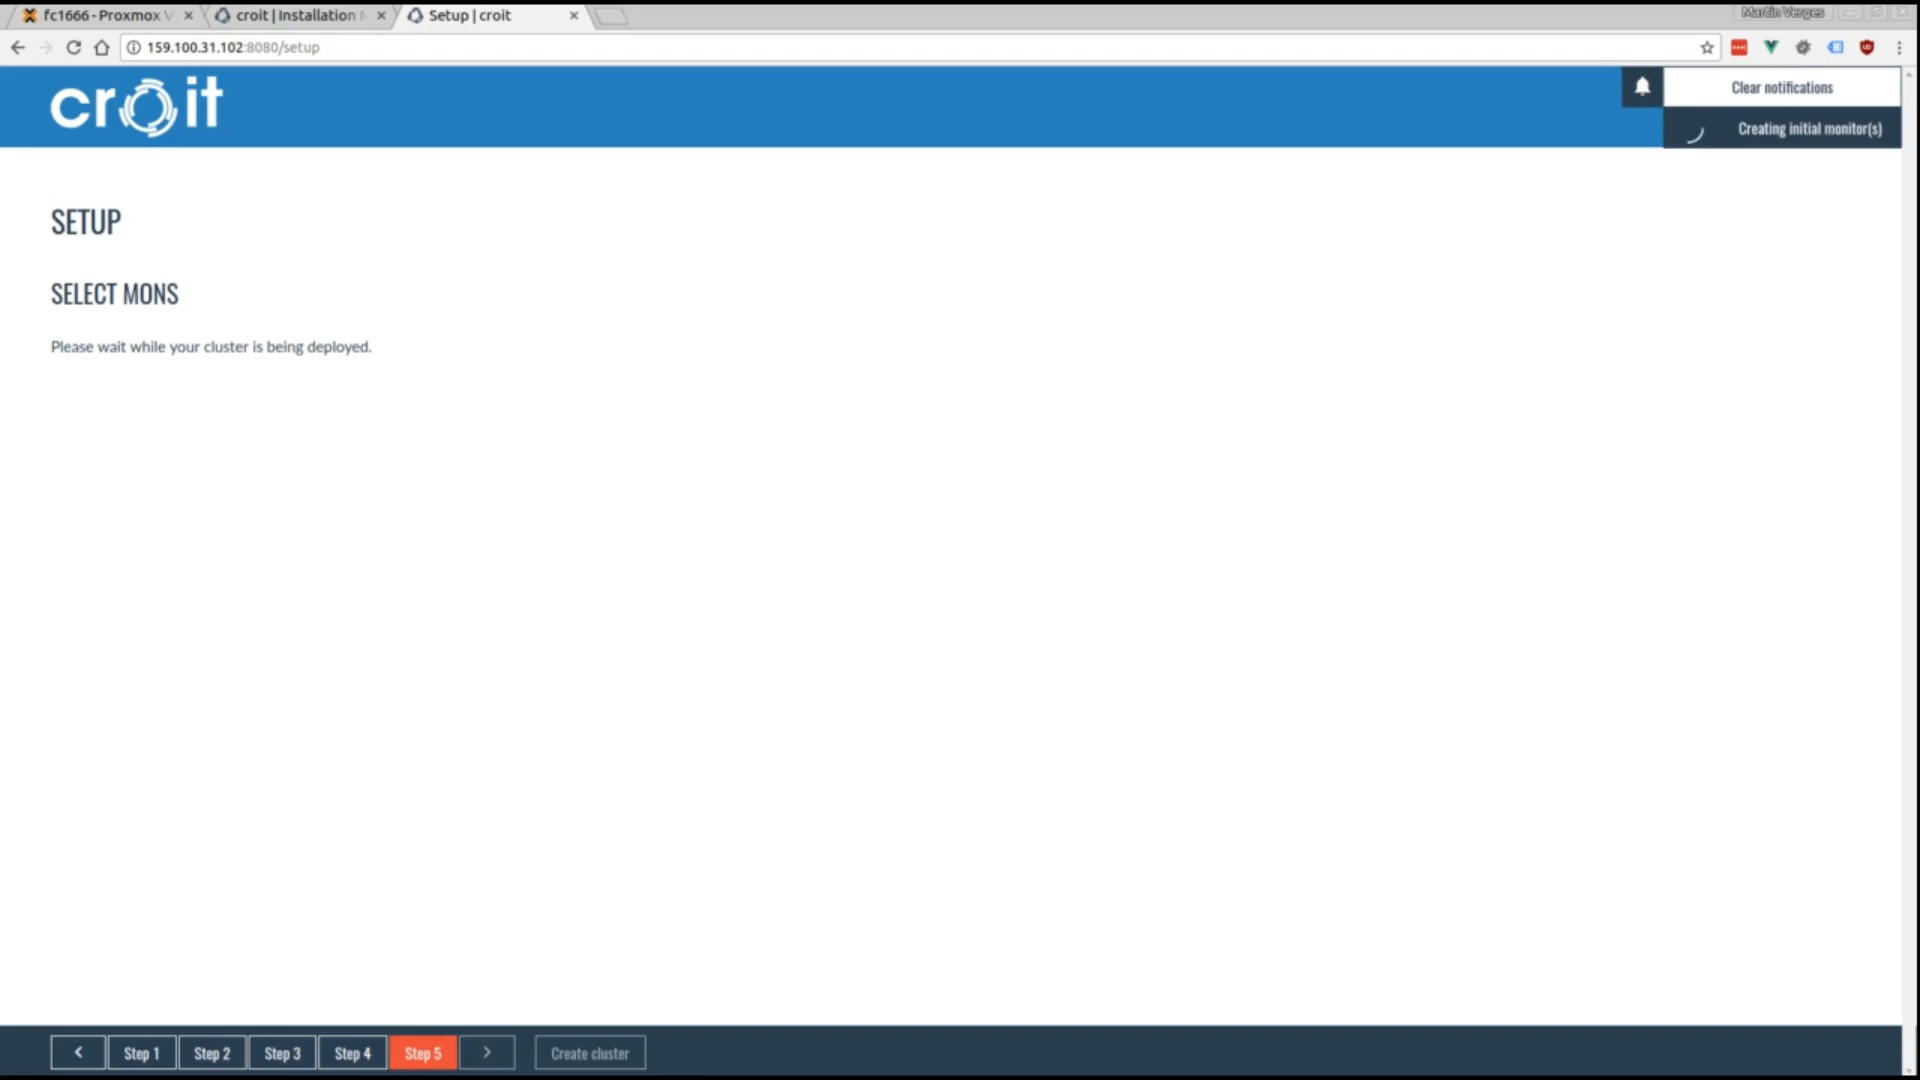 fc1666 - Proxmox V
croit | Installation
Setup | croit
Martin Verges
159.100.31.102:8080/setup
croit
Clear notifications
Creating initial monitor(s)
SETUP
SELECT MONS
Please wait while your cluster is being deployed.
Step 1
Step 2
Step 3
Step 4
Step 5
Create cluster